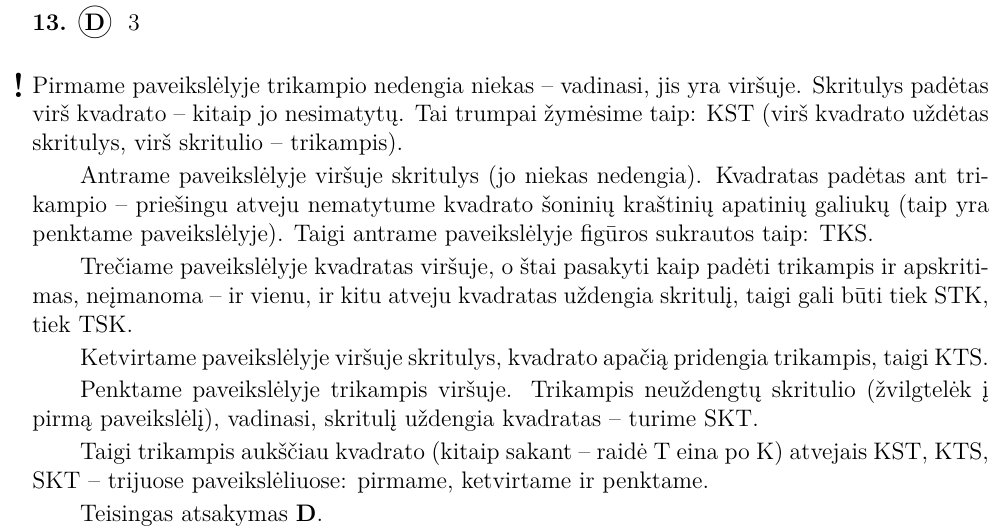 13. D 3
! Pirmame paveikslėlyje trikampio nedengia niekas – vadinasi, jis yra viršuje. Skritulys padėtas
virš kvadrato – kitaip jo nesimatytų. Tai trumpai žymėsime taip: KST (virš kvadrato uždėtas
skritulys, virš skritulio – trikampis).
Antrame paveikslėlyje viršuje skritulys (jo niekas nedengia). Kvadratas padėtas ant tri-
kampio – priešingu atveju nematytume kvadrato šoninių kraštinių apatinių galiukų (taip yra
penktame paveikslėlyje). Taigi antrame paveikslėlyje figūros sukrautos taip: TKS.
Trečiame paveikslėlyje kvadratas viršuje, o štai pasakyti kaip padėti trikampis ir apskriti-
mas, neįmanoma – ir vienu, ir kitu atveju kvadratas uždengia skritulį, taigi gali būti tiek STK,
tiek TSK.
Ketvirtame paveikslėlyje viršuje skritulys, kvadrato apačią pridengia trikampis, taigi KTS.
Penktame paveikslėlyje trikampis viršuje. Trikampis neuždengtų skritulio (žvilgtelėk į
pirmą paveikslėlį), vadinasi, skritulį uždengia kvadratas – turime SKT.
Taigi trikampis aukščiau kvadrato (kitaip sakant – raidė T eina po K) atvejais KST, KTS,
SKT – trijuose paveikslėliuose: pirmame, ketvirtame ir penktame.
Teisingas atsakymas D.